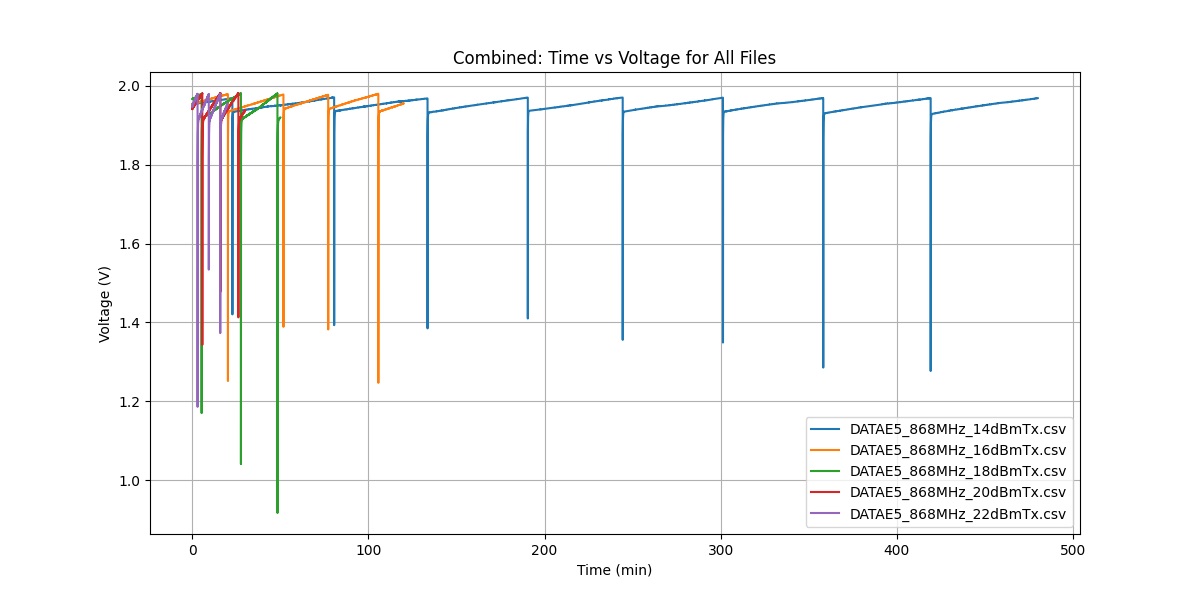 Combined: Time vs Voltage for All Files
Voltage (V)
2.0
1.8
1.6
1.4
1.2
1.0
0
100
200
300
400
500
Time (min)
DATAE5_868MHz_14dBmTx.csv
DATAE5_868MHz_16dBmTx.csv
DATAE5_868MHz_18dBmTx.csv
DATAE5_868MHz_20dBmTx.csv
DATAE5_868MHz_22dBmTx.csv